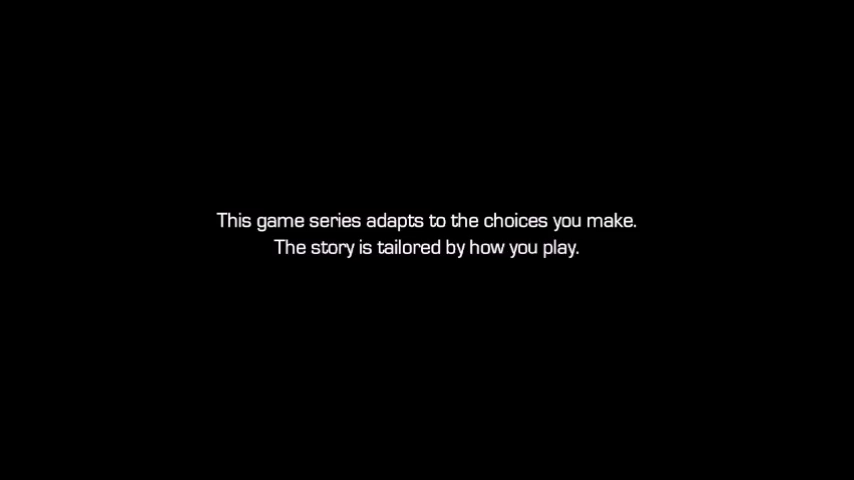 This game series adapts to the choices you make.
The story is tailored by how you play.